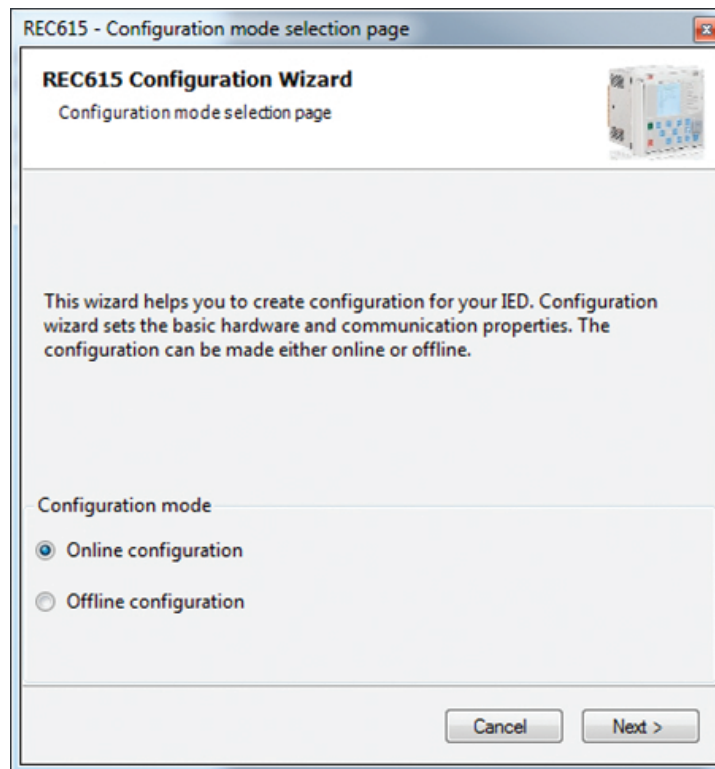 REC615 - Configuration mode selection page
REC615 Configuration Wizard
Configuration mode selection page
This wizard helps you to create configuration for your IED. Configuration
wizard sets the basic hardware and communication properties. The
configuration can be made either online or offline.
Configuration mode
Online configuration
Offline configuration
Cancel
Next >